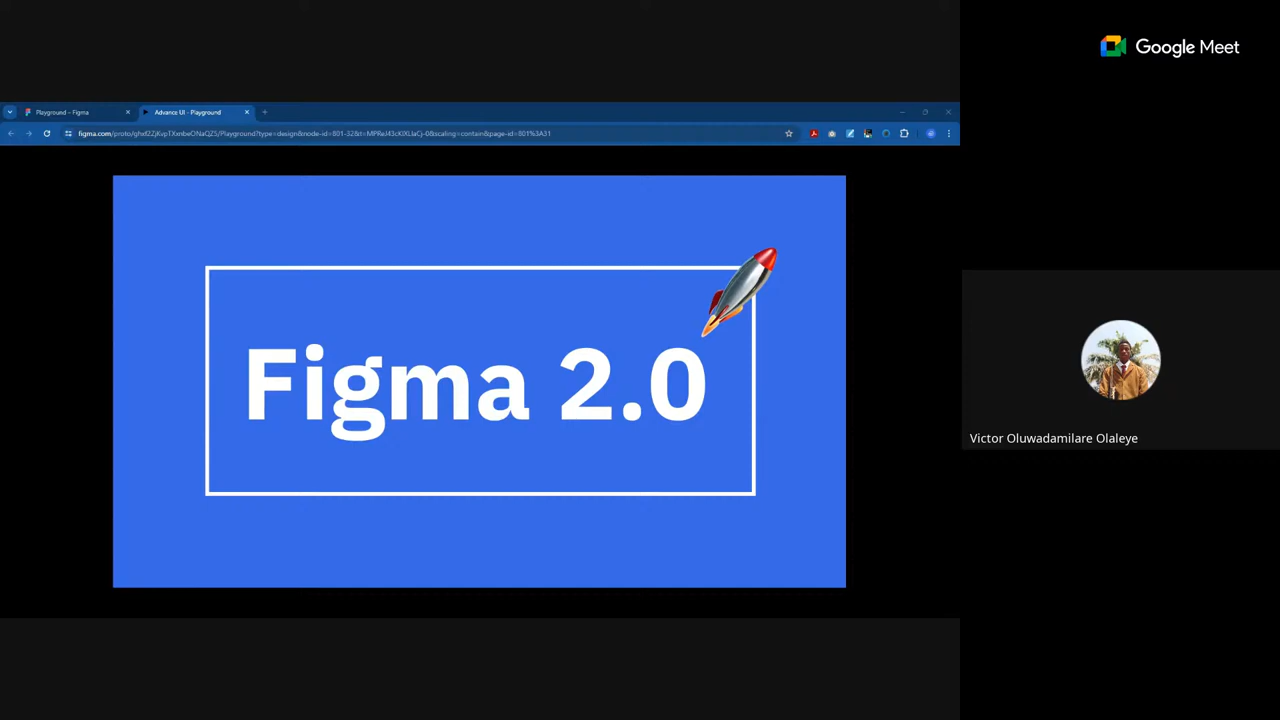 Google Meet
Playground – Figma
Advance UI - Playground
Figma 2.0
Victor Oluwadamilare Olaleye